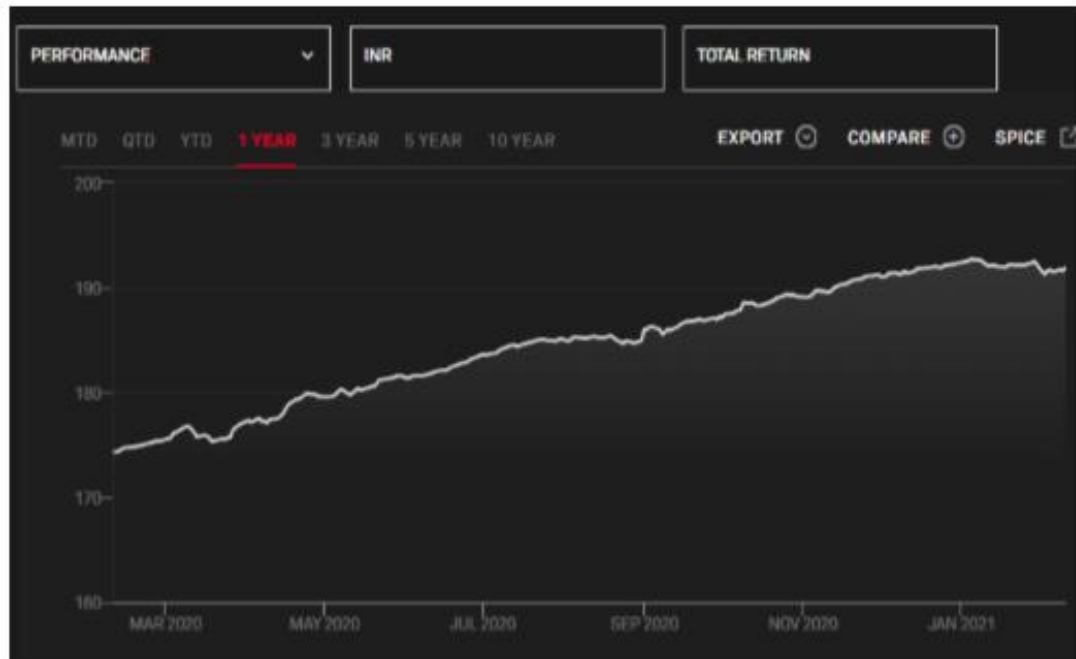 PERFORMANCE INR TOTAL RETURN
MTD QTD YTD 1 YEAR 3 YEAR 5 YEAR 10 YEAR EXPORT COMPARE SPICE
200
190
180
170
160
MAR 2020 MAY 2020 JUL 2020 SEP 2020 NOV 2020 JAN 2021